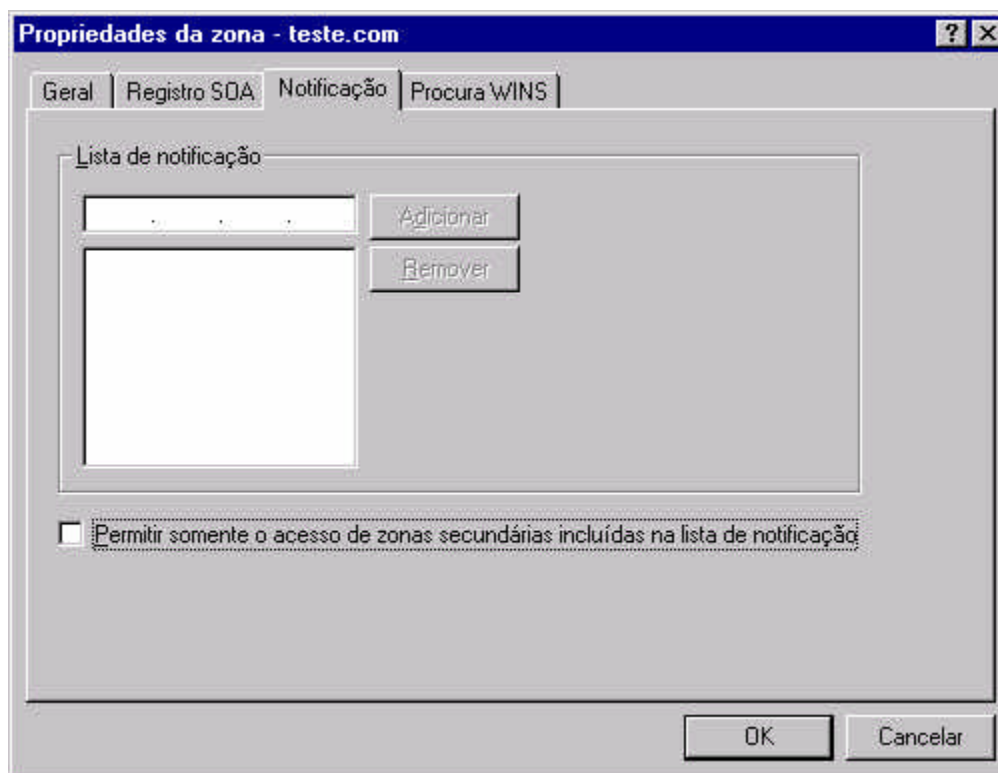 Propriedades da zona - teste.com
Geral Registro SOA Notificação Procura WINS
Lista de notificação
. . . Adicionar
Remover
Permitir somente o acesso de zonas secundárias incluídas na lista de notificação
OK Cancelar